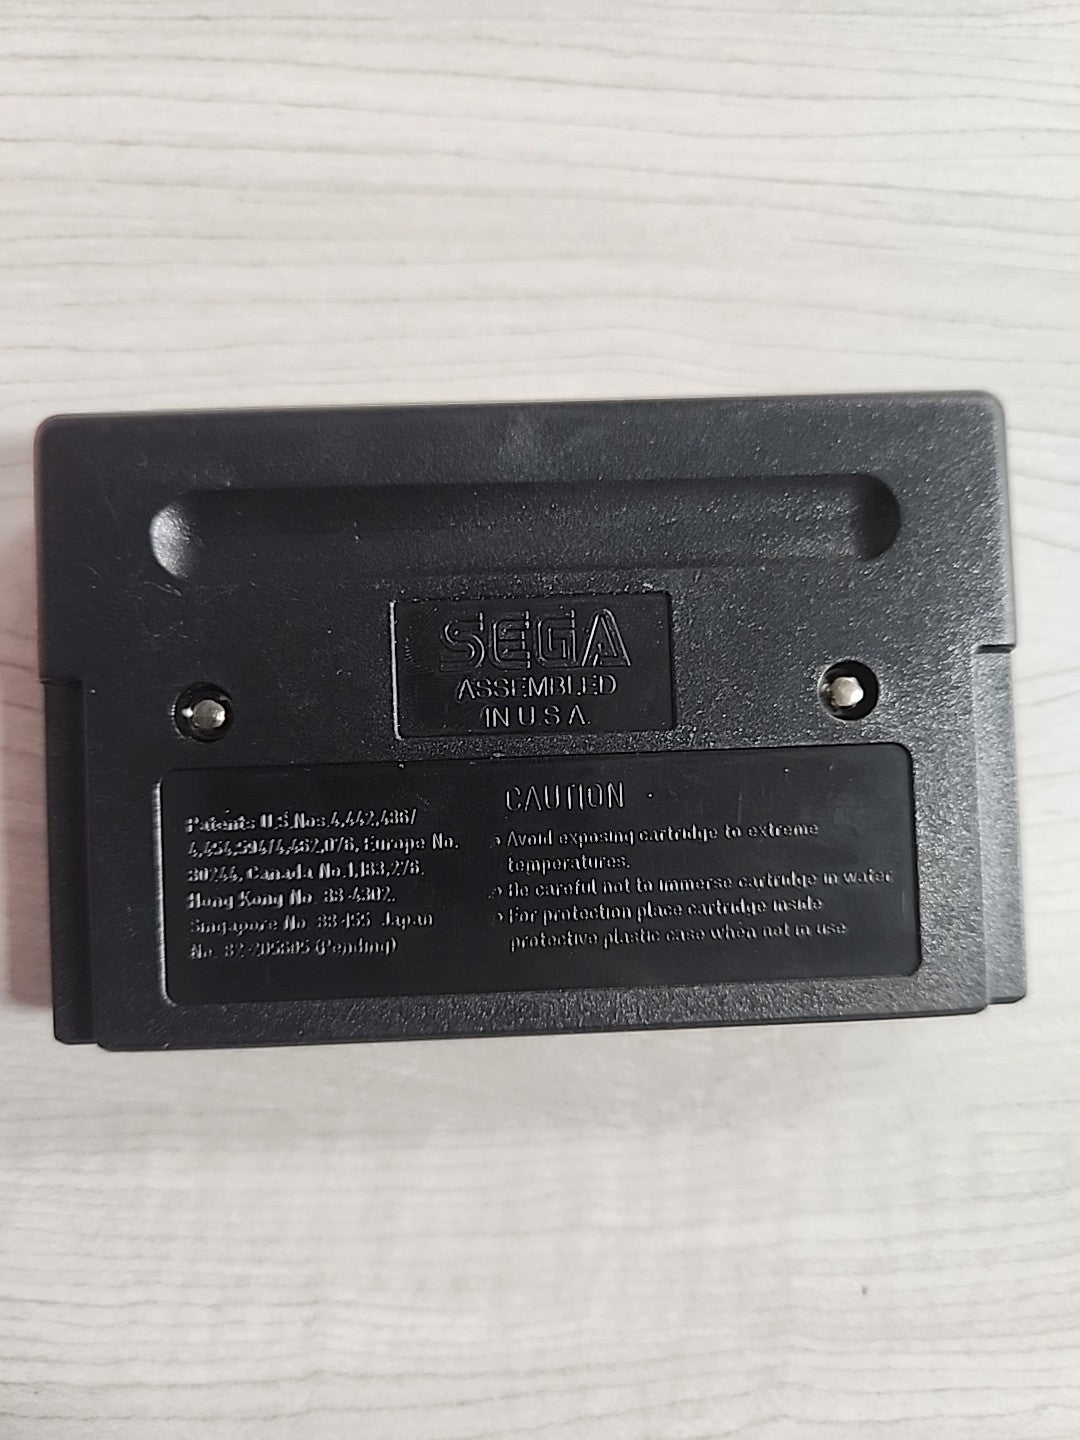 SEGA
ASSEMBLED
IN U.S.A.
Patents U.S.Nos.4,442,486/
4,454,594/4,462,076, Europe No.
80244, Canada No.1,183,276.
Hong Kong No. 88-4302.
Singapore No. 88-155 Japan
No. 82-205605 (Pending)
CAUTION
Avoid exposing cartridge to extreme
temperatures.
Be careful not to immerse cartridge in water
For protection place cartridge inside
protective plastic case when not in use